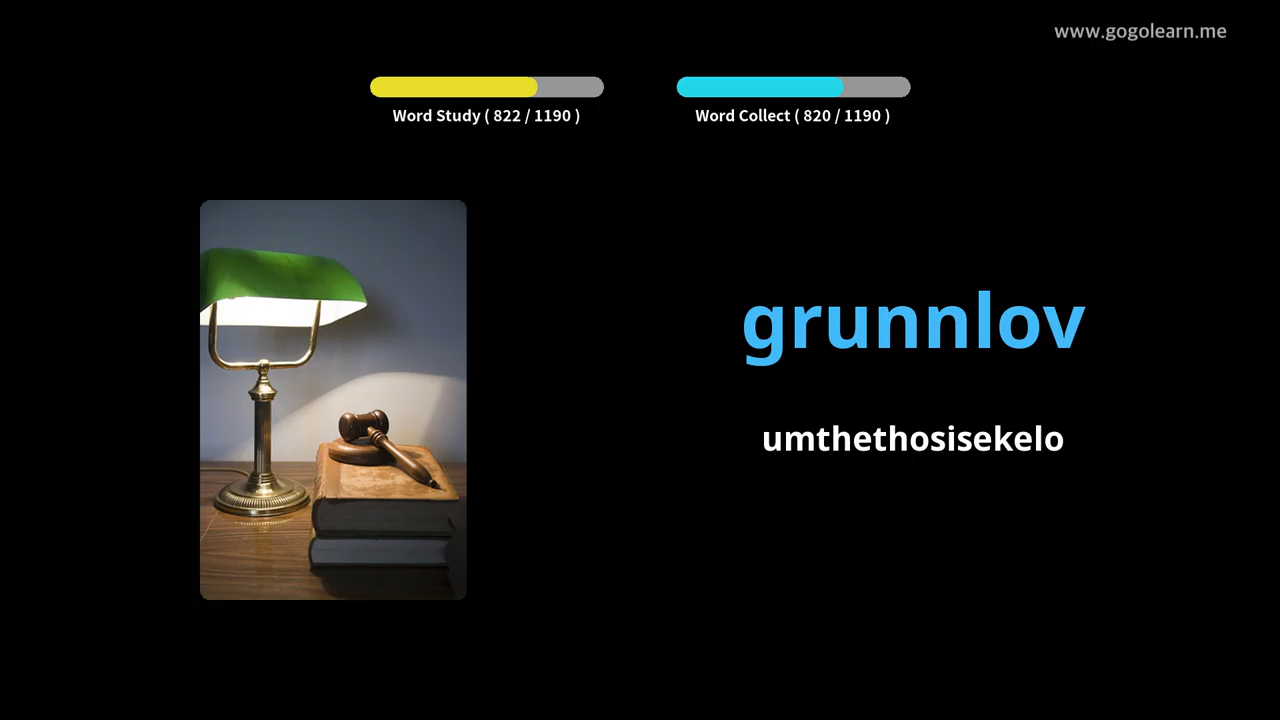 www.gogolearn.me
Word Study ( 822 / 1190 )
Word Collect ( 820 / 1190 )
grunnlov
umthethosisekelo